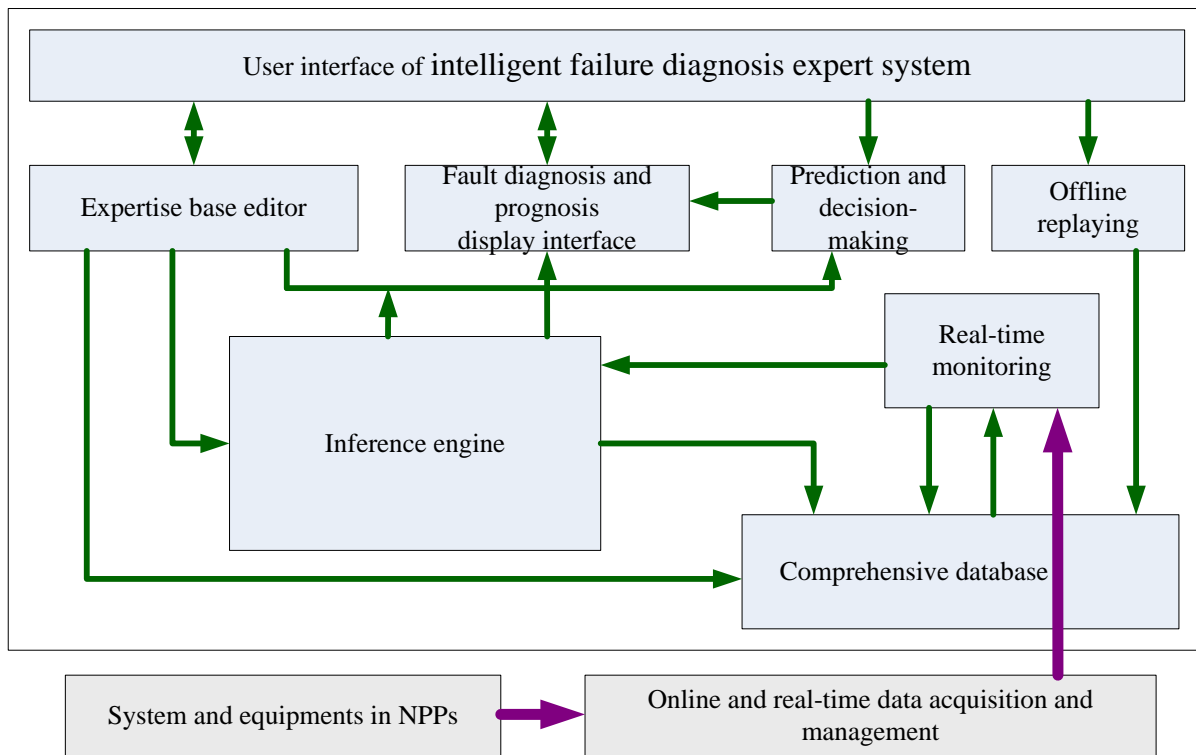 User interface of intelligent failure diagnosis expert system
Expertise base editor
Fault diagnosis and
prognosis
display interface
Prediction and
decision-
making
Offline
replaying
Real-time
monitoring
Inference engine
Comprehensive database
System and equipments in NPPs
Online and real-time data acquisition and
management